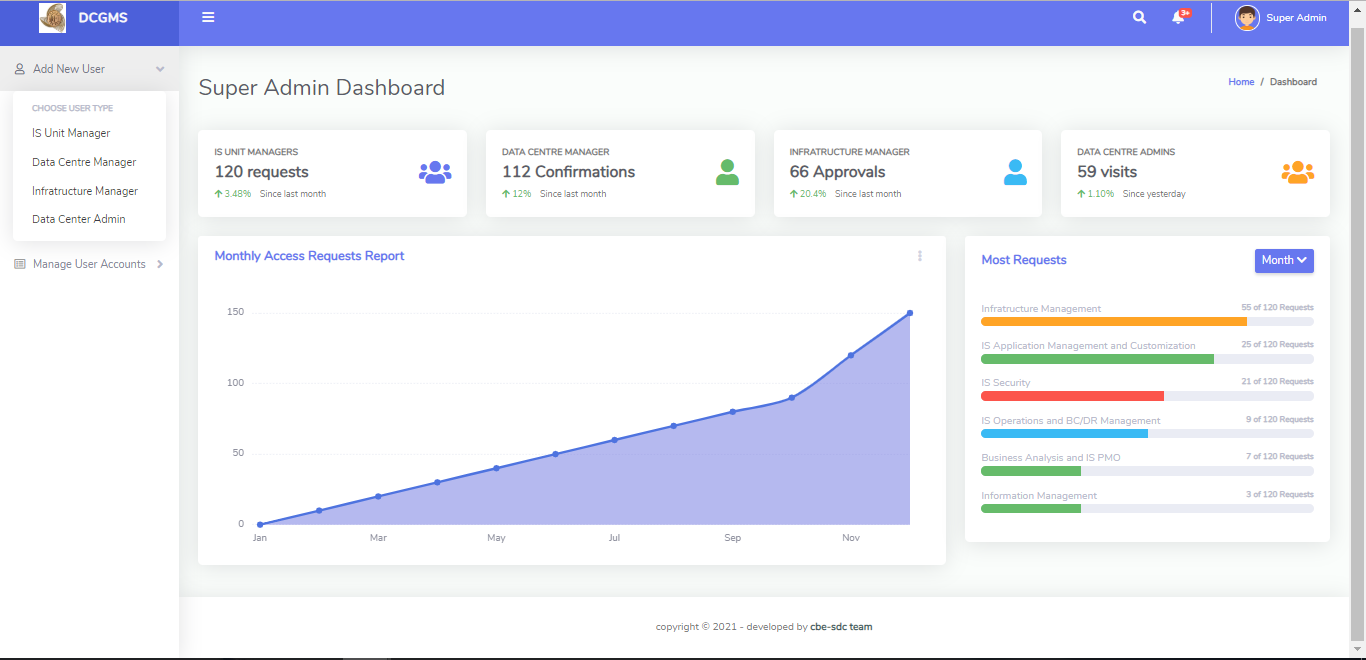 DCGMS
3+
Super Admin
Add New User
CHOOSE USER TYPE
IS Unit Manager
Data Centre Manager
Infratructure Manager
Data Center Admin
Manage User Accounts
Super Admin Dashboard
Home / Dashboard
IS UNIT MANAGERS
120 requests
3.48% Since last month
DATA CENTRE MANAGER
112 Confirmations
12% Since last month
INFRATRUCTURE MANAGER
66 Approvals
20.4% Since last month
DATA CENTRE ADMINS
59 visits
1.10% Since yesterday
Monthly Access Requests Report
150
100
50
0
Jan Mar May Jul Sep Nov
Most Requests
Month
Infratructure Management 55 of 120 Requests
IS Application Management and Customization 25 of 120 Requests
IS Security 21 of 120 Requests
IS Operations and BC/DR Management 9 of 120 Requests
Business Analysis and IS PMO 7 of 120 Requests
Information Management 3 of 120 Requests
copyright © 2021 - developed by cbe-sdc team